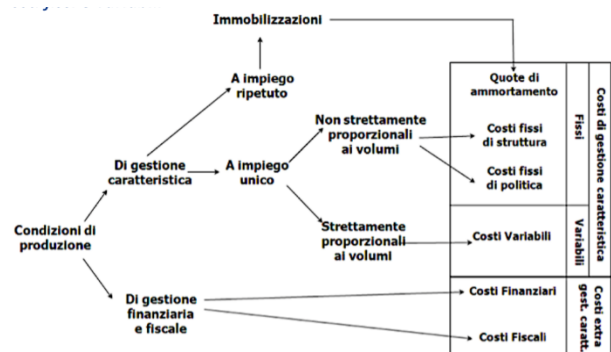 Immobilizzazioni
A impiego
ripetuto
Quote di
ammortamento
Non strettamente
proporzionali
ai volumi
Costi fissi
di struttura
Di gestione
caratteristica
A impiego
unico
Costi fissi
di politica
Condizioni di
produzione
Strettamente
proporzionali
ai volumi
Costi Variabili
Di gestione
finanziaria
e fiscale
Costi Finanziari
Costi Fiscali
Fissi
Variabili
Costi di gestione caratteristica
Costi extra
gest. caratt.